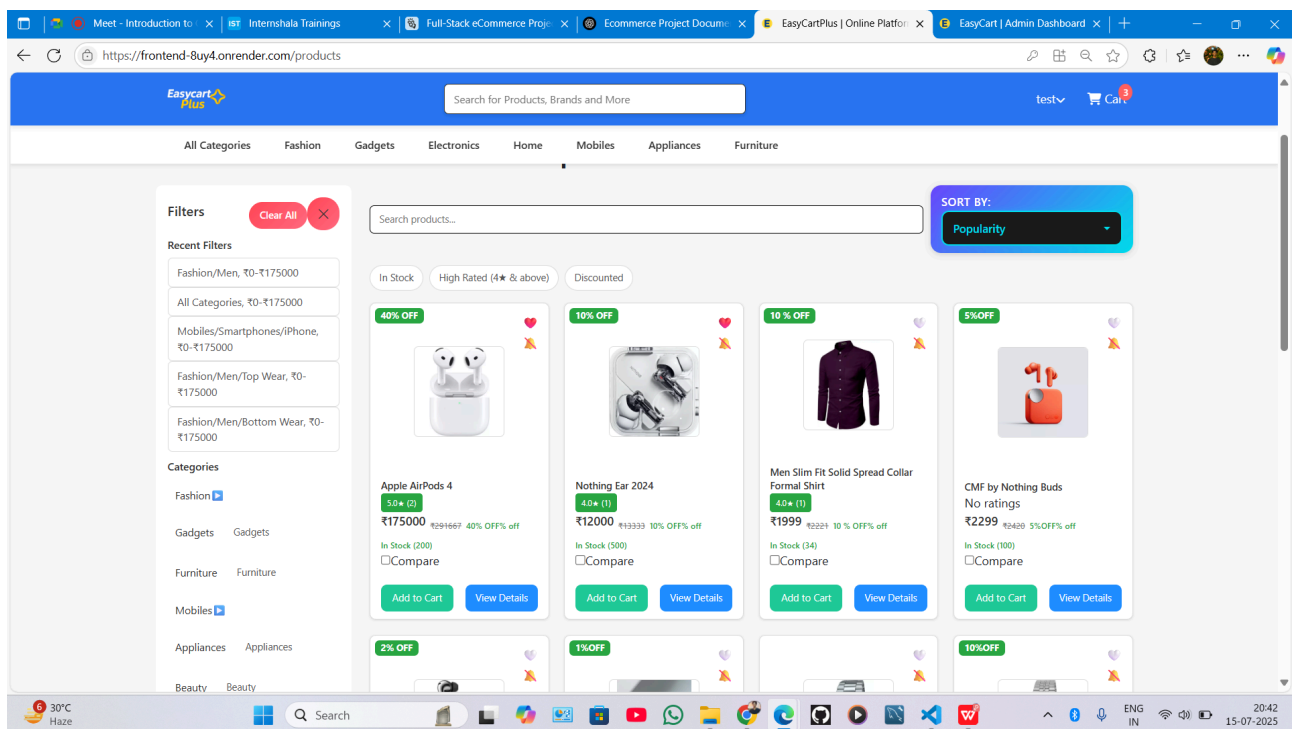 Meet - Introduction to
IST Internshala Trainings
Full-Stack eCommerce Proje
Ecommerce Project Docume
E EasyCartPlus | Online Platfor
E EasyCart | Admin Dashboard
https://frontend-8uy4.onrender.com/products
Easycart
Plus
Search for Products, Brands and More
test
Cart
3
All Categories Fashion Gadgets Electronics Home Mobiles Appliances Furniture
Filters
Clear All
Recent Filters
Fashion/Men, ₹0-₹175000
All Categories, ₹0-₹175000
Mobiles/Smartphones/iPhone,
₹0-₹175000
Fashion/Men/Top Wear, ₹0-
₹175000
Fashion/Men/Bottom Wear, ₹0-
₹175000
Categories
Fashion
Gadgets Gadgets
Furniture Furniture
Mobiles
Appliances Appliances
Beauty Beauty
Search products...
SORT BY:
Popularity
In Stock
High Rated (4★ & above)
Discounted
40% OFF
Apple AirPods 4
5.0★ (2)
₹175000 ₹291667 40% OFF% off
In Stock (200)
Compare
Add to Cart View Details
10% OFF
Nothing Ear 2024
4.0★ (1)
₹12000 ₹13333 10% OFF% off
In Stock (500)
Compare
Add to Cart View Details
10 % OFF
Men Slim Fit Solid Spread Collar
Formal Shirt
4.0★ (1)
₹1999 ₹2221 10 % OFF% off
In Stock (34)
Compare
Add to Cart View Details
5%OFF
CMF by Nothing Buds
No ratings
₹2299 ₹2420 5%OFF% off
In Stock (100)
Compare
Add to Cart View Details
2% OFF
1%OFF
10%OFF
6
30°C
Haze
Search
ENG
IN
20:42
15-07-2025